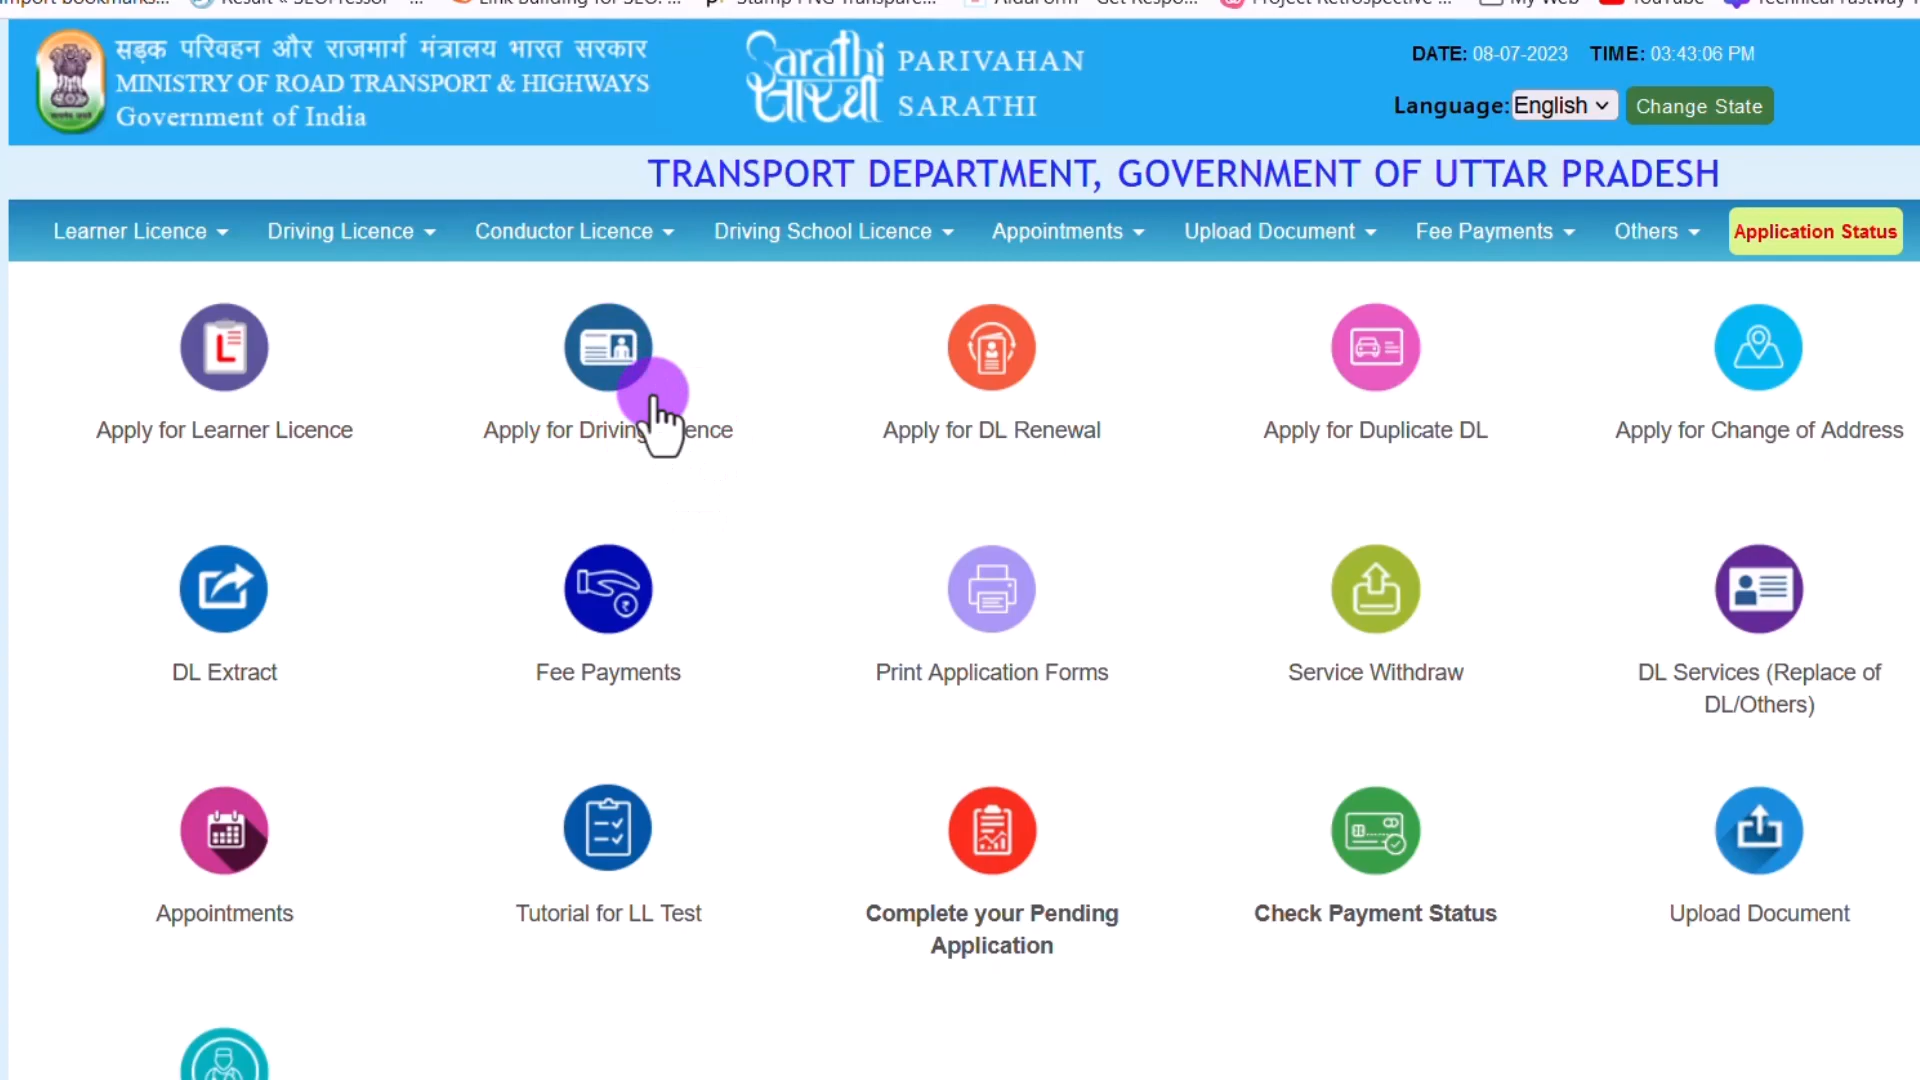 YouTube
सड़क परिवहन और राजमार्ग मंत्रालय भारत सरकार
MINISTRY OF ROAD TRANSPORT & HIGHWAYS
Government of India
Sarathi
सारथी
PARIVAHAN
SARATHI
DATE: 08-07-2023 TIME: 03:43:06 PM
Language: English Change State
TRANSPORT DEPARTMENT, GOVERNMENT OF UTTAR PRADESH
Learner Licence Driving Licence Conductor Licence Driving School Licence Appointments Upload Document Fee Payments Others Application Status
L
Apply for Learner Licence
Apply for Driving
Apply for DL Renewal
Apply for Duplicate DL
Apply for Change of Address
DL Extract
₹
Fee Payments
Print Application Forms
Service Withdraw
DL Services (Replace of
DL/Others)
Appointments
Tutorial for LL Test
Complete your Pending
Application
Check Payment Status
Upload Document